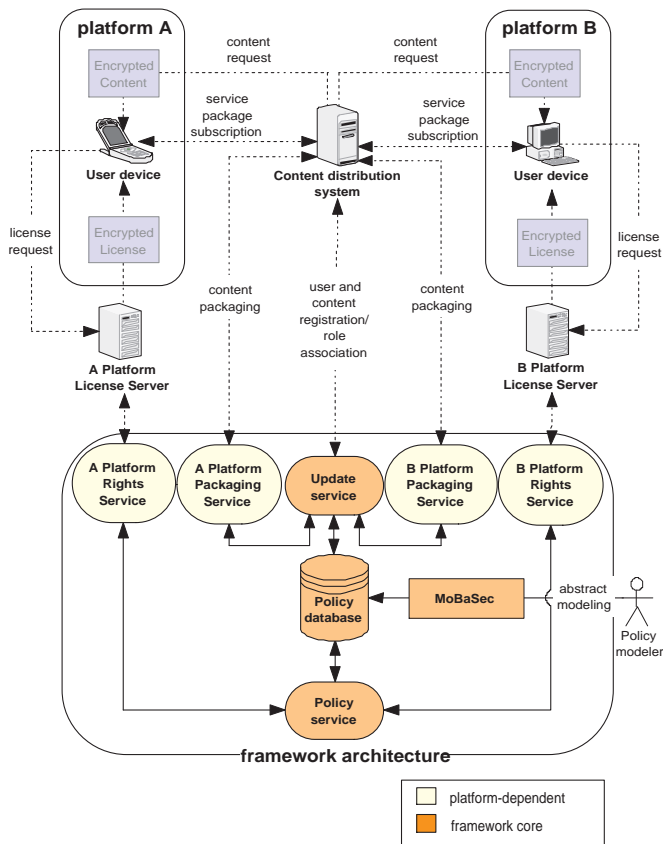 platform A
platform B
content
request
content
request
Encrypted
Content
Encrypted
Content
service
package
subscription
service
package
subscription
User device
Content distribution
system
User device
license
request
Encrypted
License
Encrypted
License
license
request
content
packaging
user and
content
registration/
role
association
content
packaging
A Platform
License Server
B Platform
License Server
A Platform
Rights
Service
A Platform
Packaging
Service
Update
service
B Platform
Packaging
Service
B Platform
Rights
Service
Policy
database
MoBaSec
abstract
modeling
Policy
modeler
Policy
service
framework architecture
platform-dependent
framework core